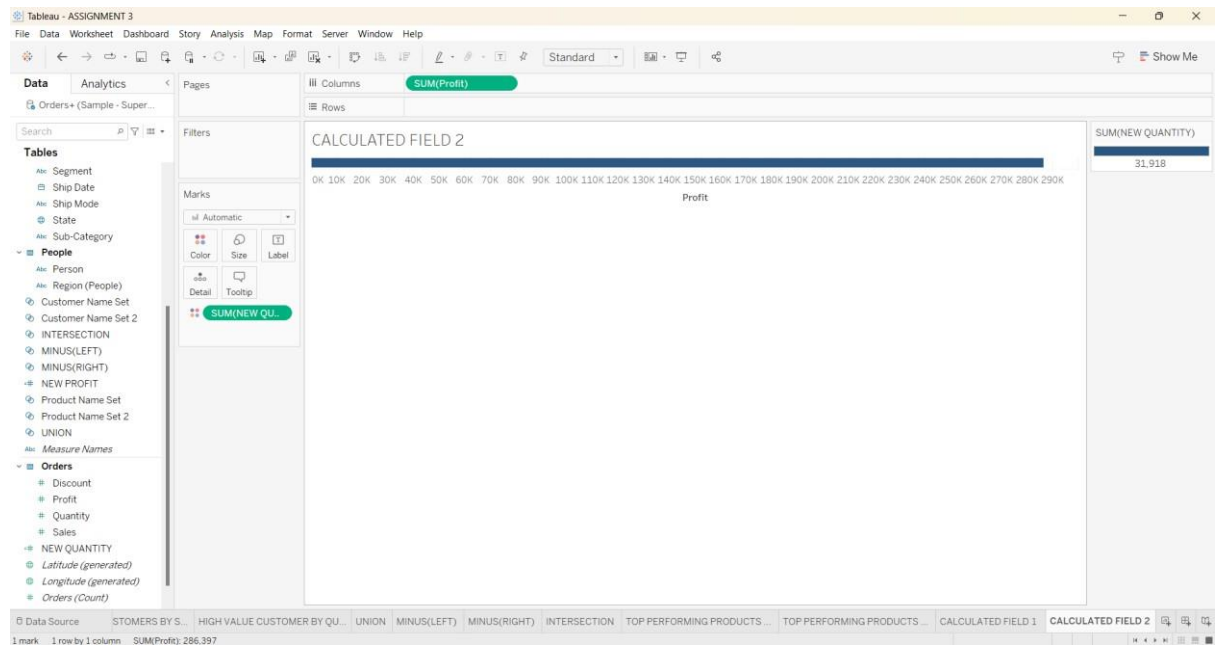 Tableau - ASSIGNMENT 3
File Data Worksheet Dashboard Story Analysis Map Format Server Window Help
Standard
Show Me
Data Analytics
Pages
Columns SUM(Profit)
Orders+ (Sample - Super...
Rows
Search
Filters
CALCULATED FIELD 2
SUM(NEW QUANTITY)
31,918
Tables
Abc Segment
Ship Date
Abc Ship Mode
State
Abc Sub-Category
People
Abc Person
Abc Region (People)
Customer Name Set
Customer Name Set 2
INTERSECTION
MINUS(LEFT)
MINUS(RIGHT)
=# NEW PROFIT
Product Name Set
Product Name Set 2
UNION
Abc Measure Names
Orders
# Discount
# Profit
# Quantity
# Sales
=# NEW QUANTITY
Latitude (generated)
Longitude (generated)
# Orders (Count)
Marks
Automatic
Color Size Label
Detail Tooltip
SUM(NEW QU..
0K 10K 20K 30K 40K 50K 60K 70K 80K 90K 100K 110K 120K 130K 140K 150K 160K 170K 180K 190K 200K 210K 220K 230K 240K 250K 260K 270K 280K 290K
Profit
Data Source STOMERS BY S... HIGH VALUE CUSTOMER BY QU... UNION MINUS(LEFT) MINUS(RIGHT) INTERSECTION TOP PERFORMING PRODUCTS ... TOP PERFORMING PRODUCTS ... CALCULATED FIELD 1 CALCULATED FIELD 2
1 mark 1 row by 1 column SUM(Profit): 286,397